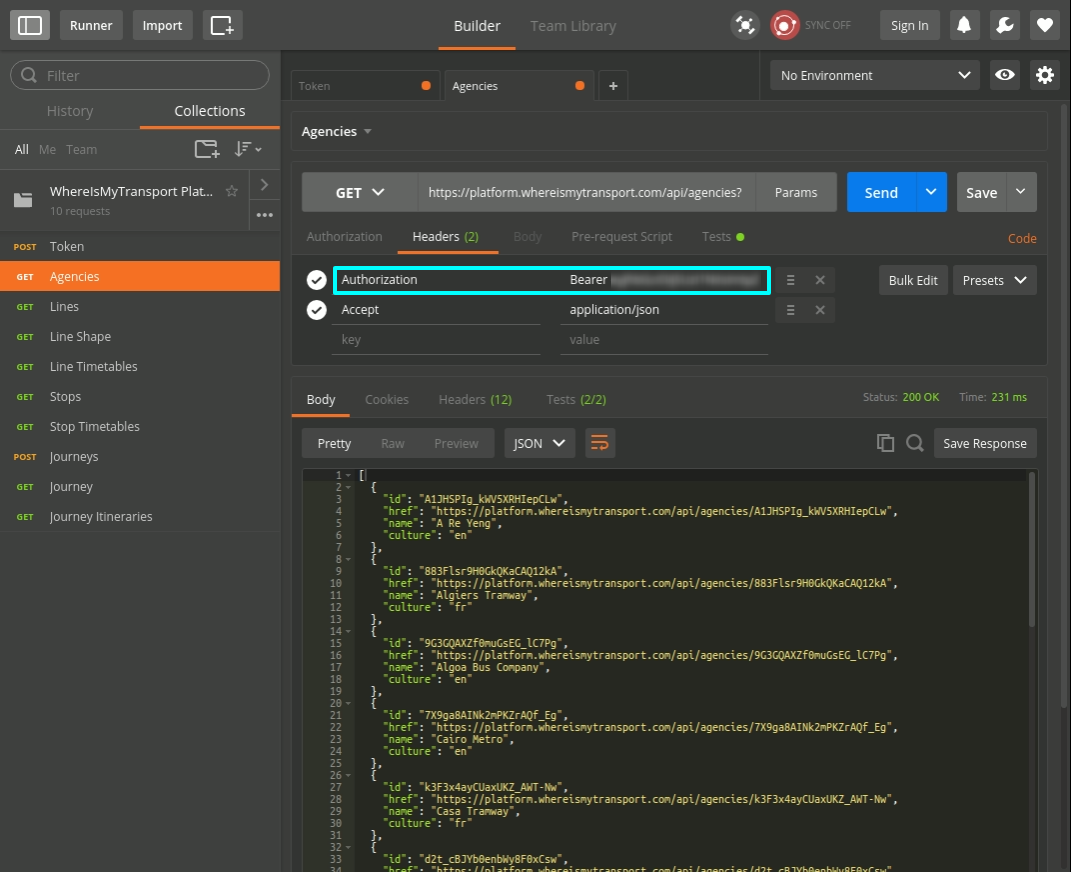 Runner Import Builder Team Library SYNC OFF Sign In
Filter
History Collections
All Me Team
WhereIsMyTransport Plat...
10 requests
POST Token
GET Agencies
GET Lines
GET Line Shape
GET Line Timetables
GET Stops
GET Stop Timetables
POST Journeys
GET Journey
GET Journey Itineraries
Token Agencies + No Environment
Agencies
GET https://platform.whereismytransport.com/api/agencies? Params Send Save
Authorization Headers (2) Body Pre-request Script Tests Code
Authorization Bearer Bulk Edit Presets
Accept application/json
key value
Body Cookies Headers (12) Tests (2/2) Status: 200 OK Time: 231 ms
Pretty Raw Preview JSON Save Response
1 [
2 {
3 "id": "A1JHSPIg_kWV5XRHIepCLw",
4 "href": "https://platform.whereismytransport.com/api/agencies/A1JHSPIg_kWV5XRHIepCLw",
5 "name": "A Re Yeng",
6 "culture": "en"
7 },
8 {
9 "id": "883Flsr9H0GkQKaCAQ12kA",
10 "href": "https://platform.whereismytransport.com/api/agencies/883Flsr9H0GkQKaCAQ12kA",
11 "name": "Algiers Tramway",
12 "culture": "fr"
13 },
14 {
15 "id": "9G3GQAXZf0muGsEG_lC7Pg",
16 "href": "https://platform.whereismytransport.com/api/agencies/9G3GQAXZf0muGsEG_lC7Pg",
17 "name": "Algoa Bus Company",
18 "culture": "en"
19 },
20 {
21 "id": "7X9ga8AINk2mPKZrAQf_Eg",
22 "href": "https://platform.whereismytransport.com/api/agencies/7X9ga8AINk2mPKZrAQf_Eg",
23 "name": "Cairo Metro",
24 "culture": "en"
25 },
26 {
27 "id": "k3F3x4ayCUaxUKZ_AWT-Nw",
28 "href": "https://platform.whereismytransport.com/api/agencies/k3F3x4ayCUaxUKZ_AWT-Nw",
29 "name": "Casa Tramway",
30 "culture": "fr"
31 },
32 {
33 "id": "d2t_cBJYb0enbWy8F0xCsw",
34 "href": "https://platform.whereismytransport.com/api/agencies/d2t_cBJYb0enbWy8F0xCsw",